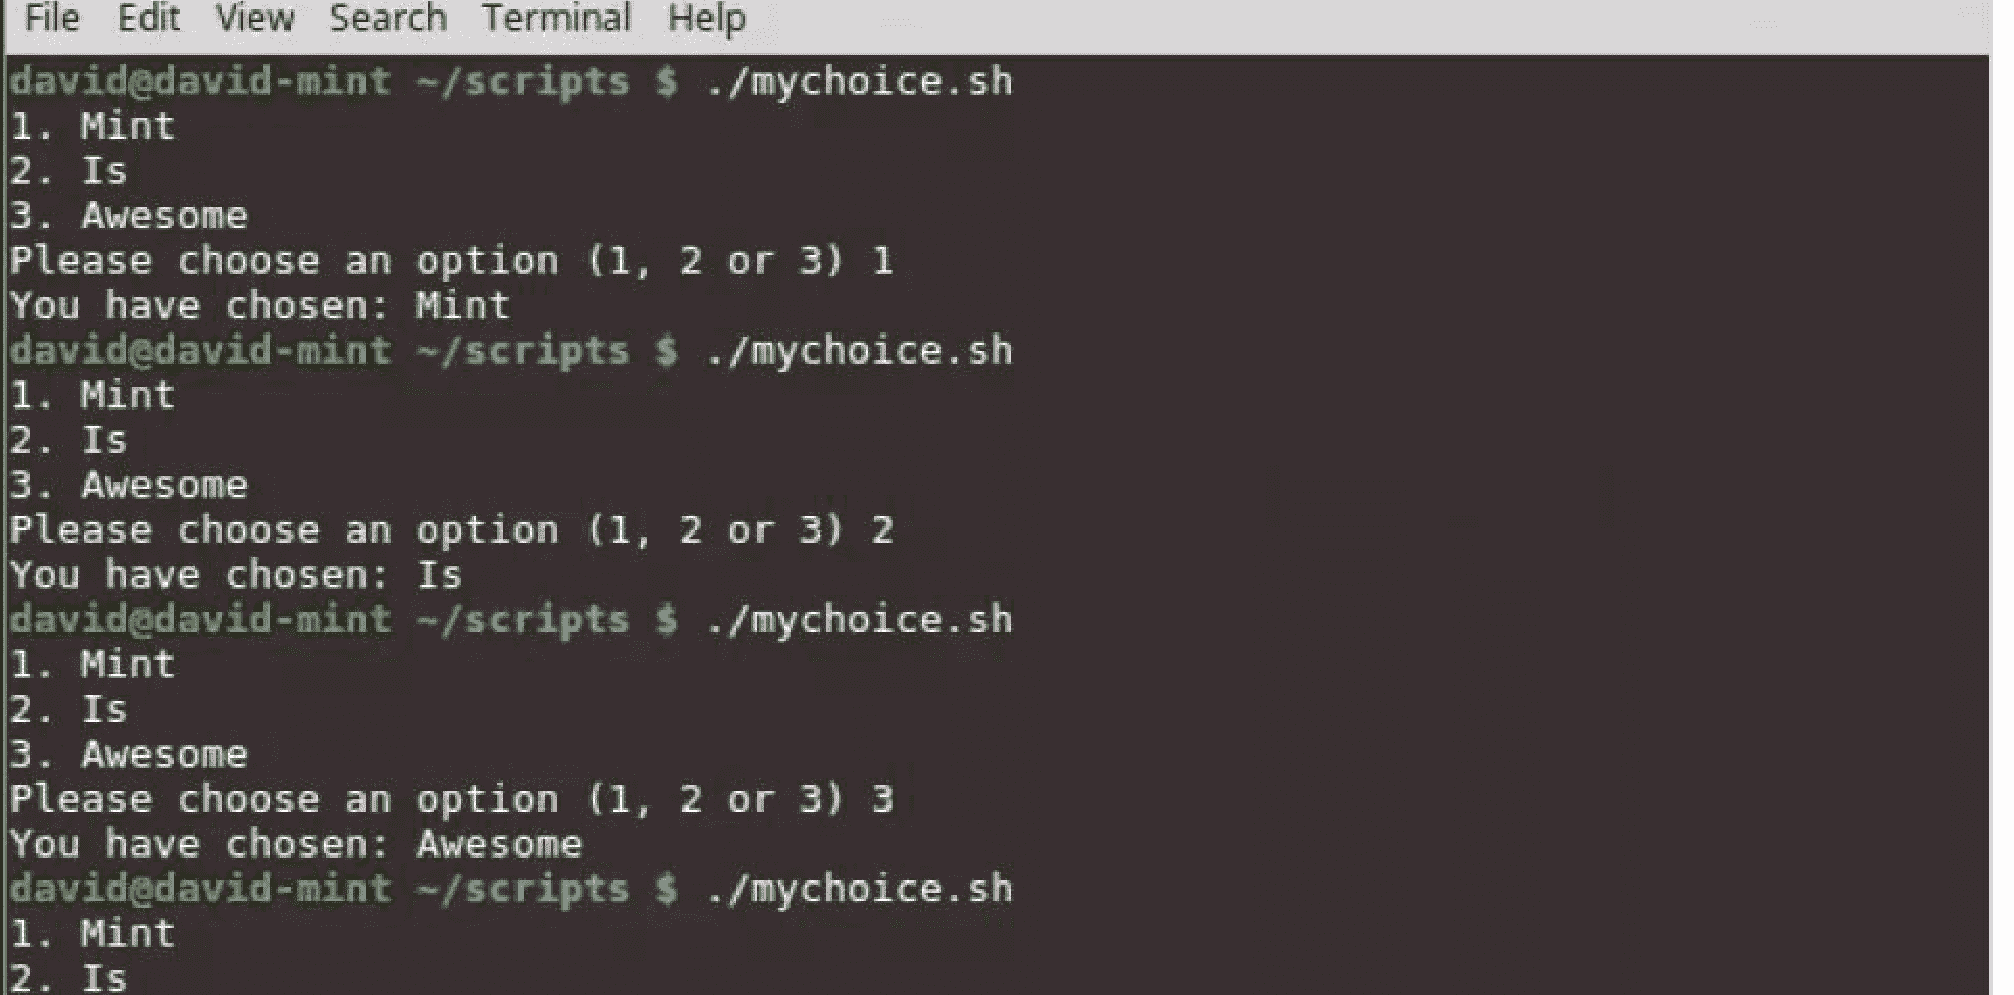 File Edit View Search Terminal Help
david@david-mint ~/scripts $ ./mychoice.sh
1. Mint
2. Is
3. Awesome
Please choose an option (1, 2 or 3) 1
You have chosen: Mint
david@david-mint ~/scripts $ ./mychoice.sh
1. Mint
2. Is
3. Awesome
Please choose an option (1, 2 or 3) 2
You have chosen: Is
david@david-mint ~/scripts $ ./mychoice.sh
1. Mint
2. Is
3. Awesome
Please choose an option (1, 2 or 3) 3
You have chosen: Awesome
david@david-mint ~/scripts $ ./mychoice.sh
1. Mint
2. Is